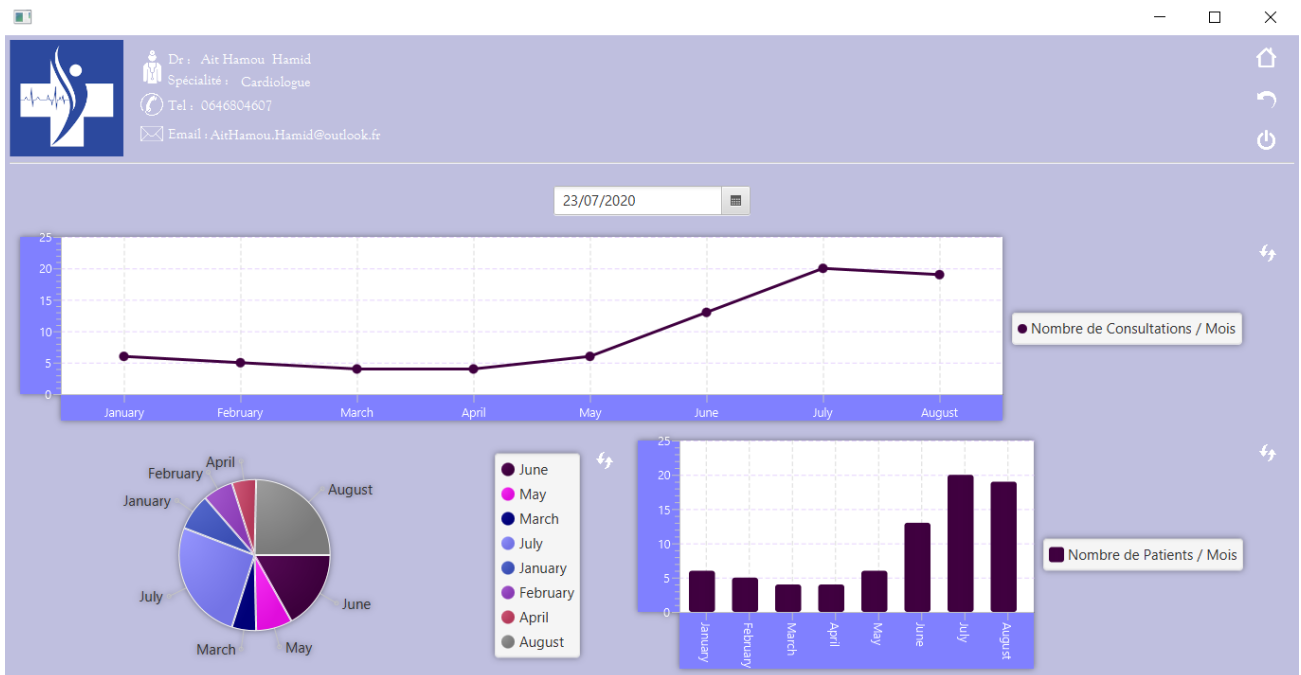 Dr : Ait Hamou Hamid
Spécialité : Cardiologue
Tel : 0646804607
Email : AitHamou.Hamid@outlook.fr
23/07/2020
25
20
15
10
5
0
January February March April May June July August
Nombre de Consultations / Mois
April
February
January
August
July
June
March
May
June
May
March
July
January
February
April
August
25
20
15
10
5
0
January February March April May June July August
Nombre de Patients / Mois